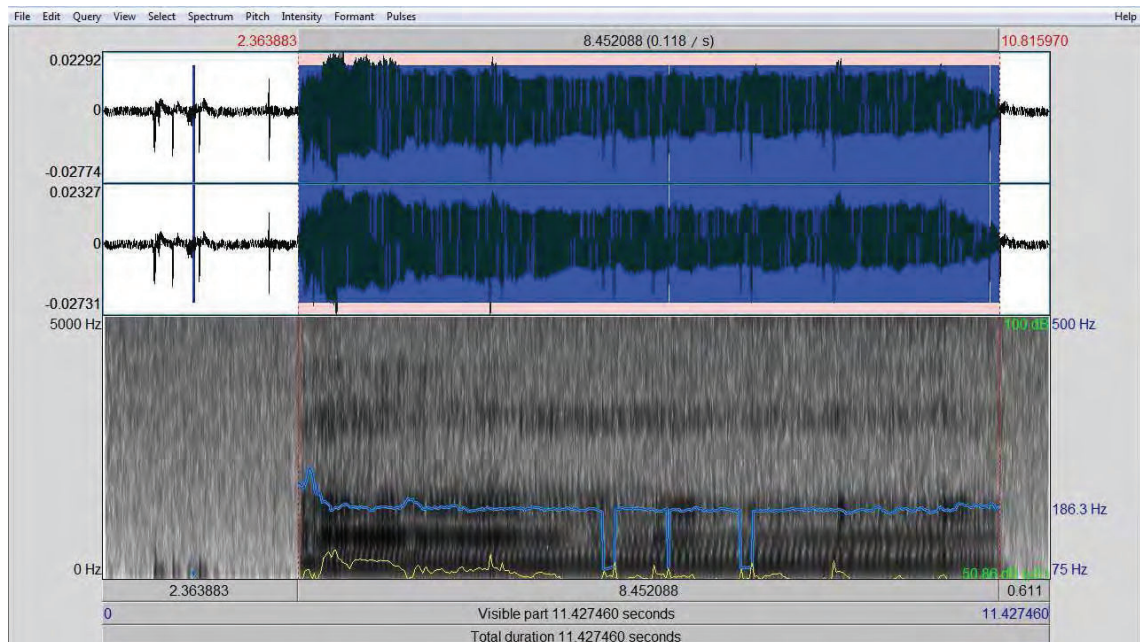 File Edit Query View Select Spectrum Pitch Intensity Formant Pulses Help
2.363883 8.452088 (0.118 / s) 10.815970
0.02292
0
-0.02774
0.02327
0
-0.02731
5000 Hz 100 dB 500 Hz
186.3 Hz
0 Hz 50.86 dB 75 Hz
2.363883 8.452088 0.611
0 Visible part 11.427460 seconds 11.427460
Total duration 11.427460 seconds